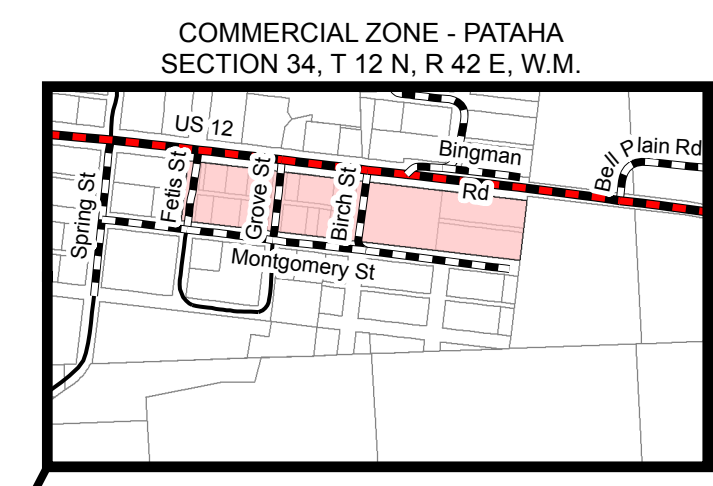 COMMERCIAL ZONE - PATAHA
SECTION 34, T 12 N, R 42 E, W.M.
US 12
Bingman
Rd
Bell Plain Rd
Spring St
Fetis St
Grove St
Birch St
Montgomery St